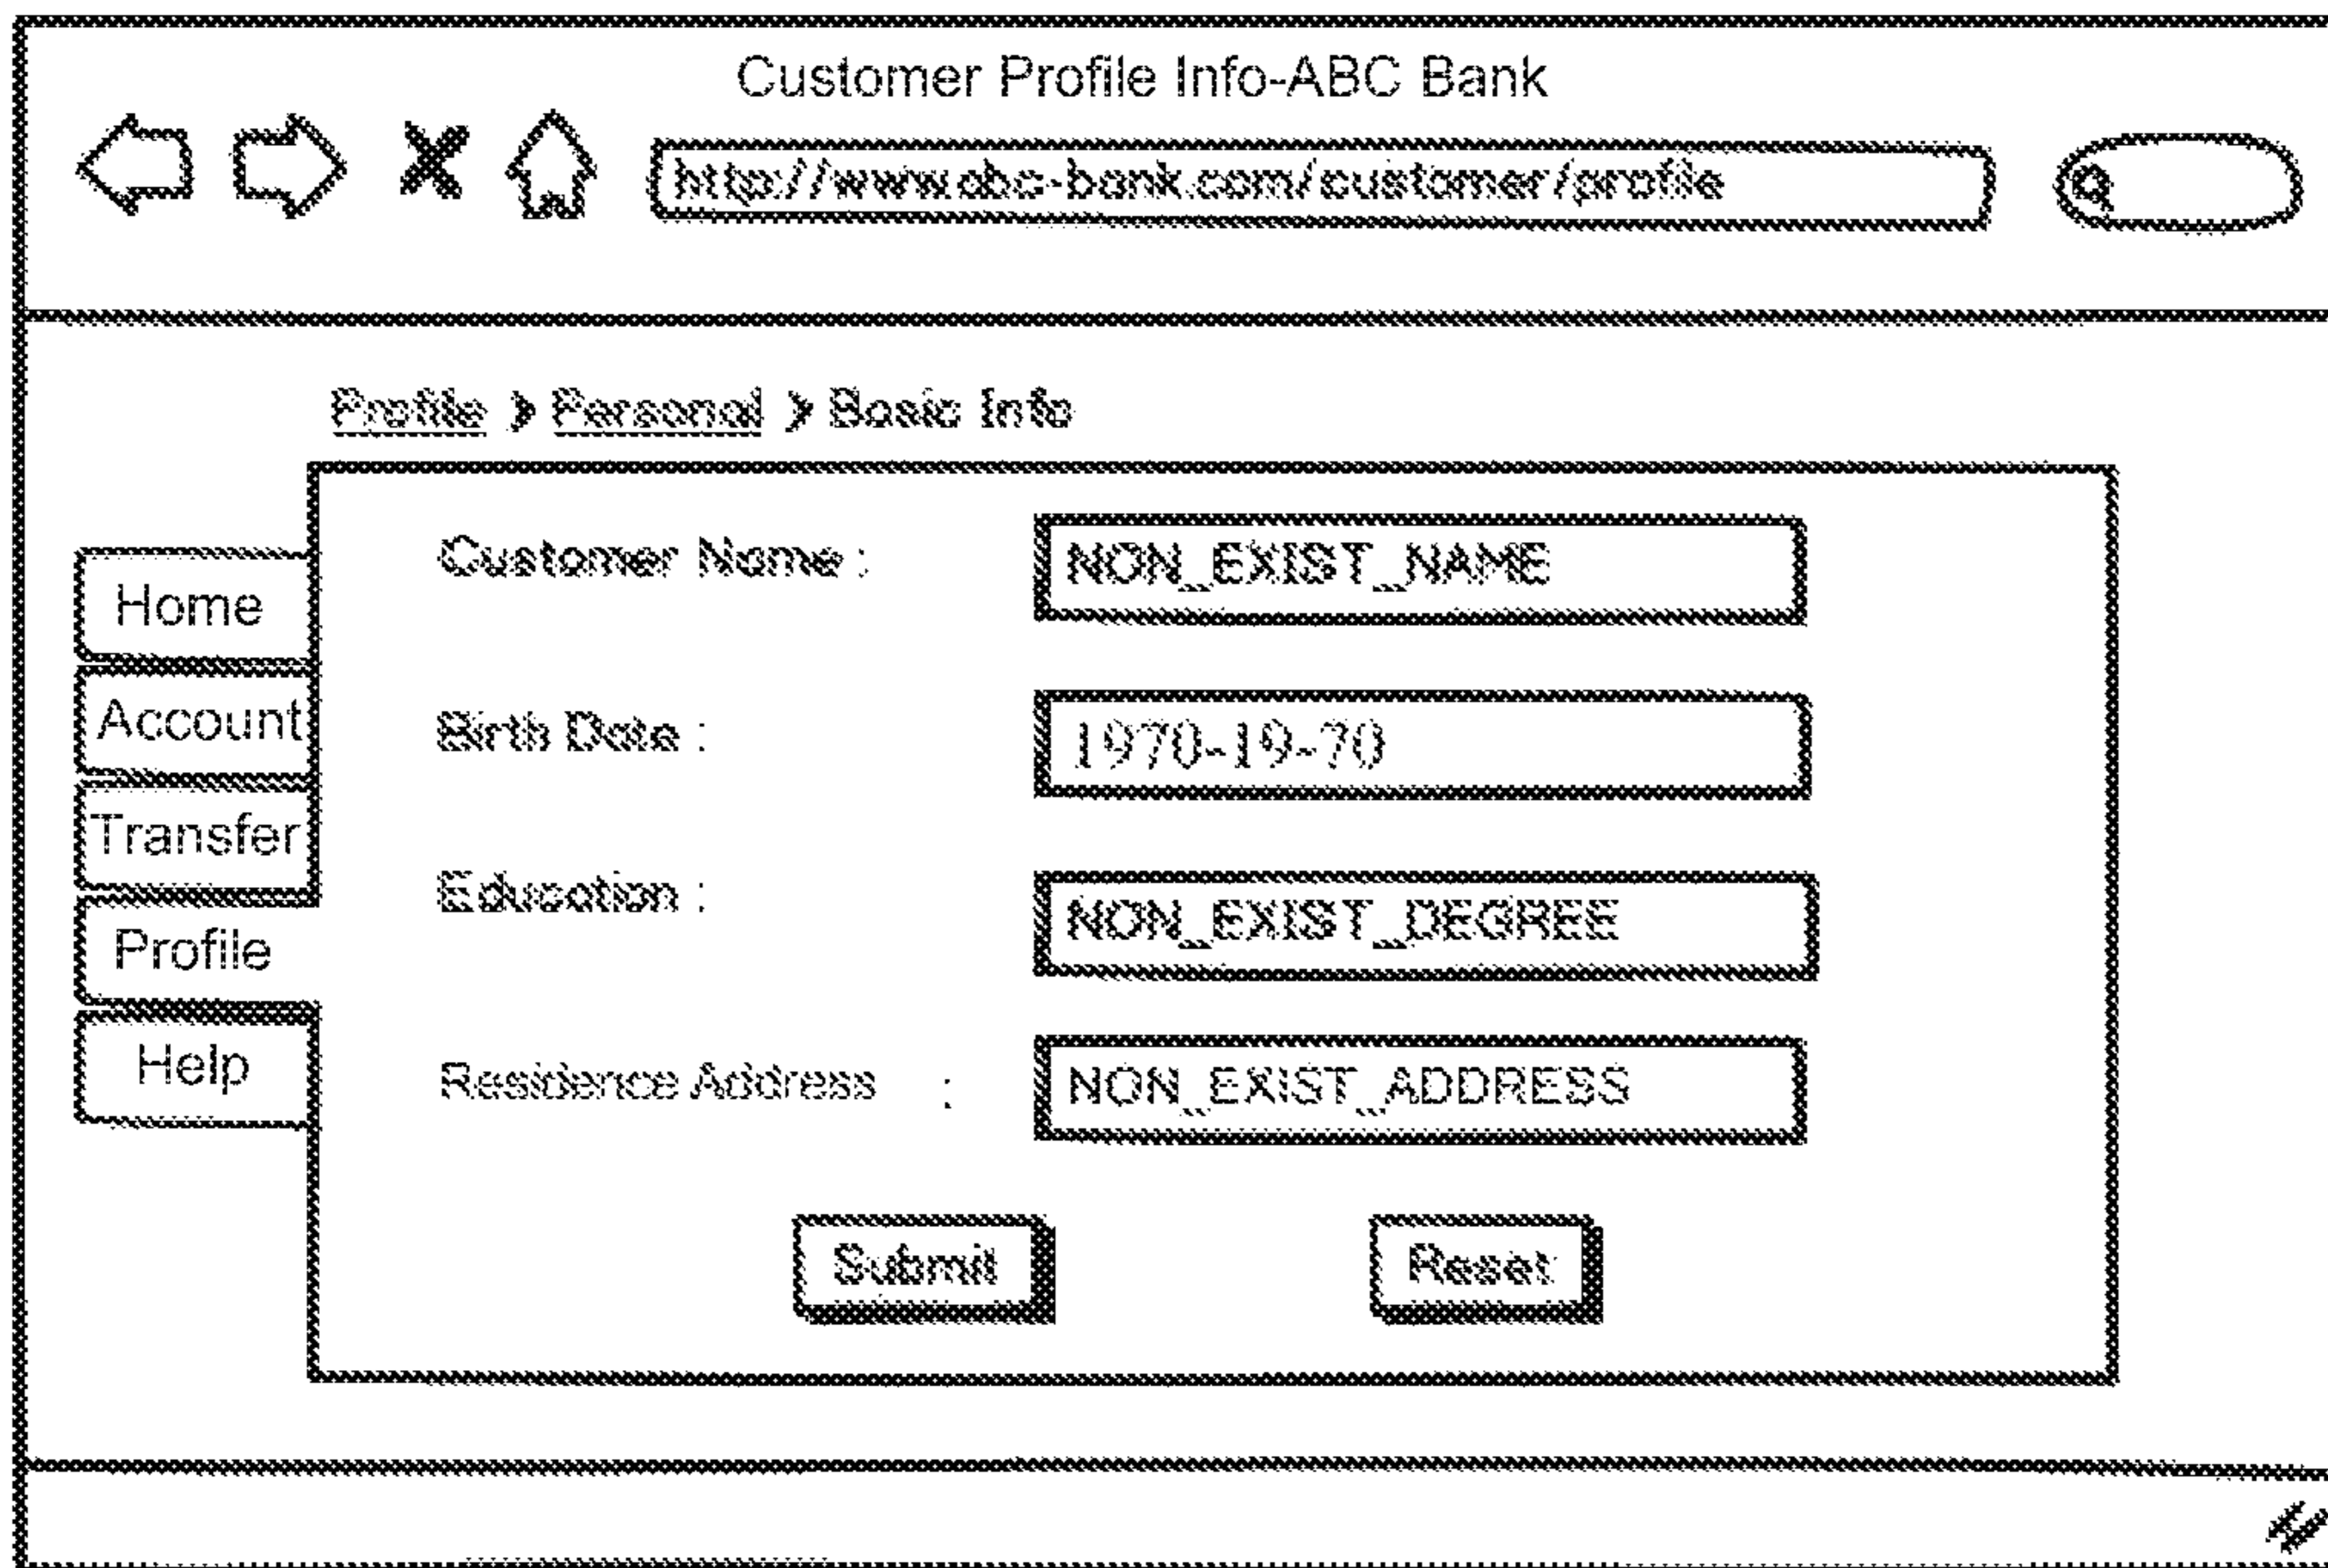 Customer Profile Info-ABC Bank
http://www.abc-bank.com/customer/profile
Profile > Personal > Basic Info
Customer Name : NON_EXIST_NAME
Home
Birth Date : 1970-19-70
Account
Transfer
Education : NON_EXIST_DEGREE
Profile
Residence Address : NON_EXIST_ADDRESS
Help
Submit Reset